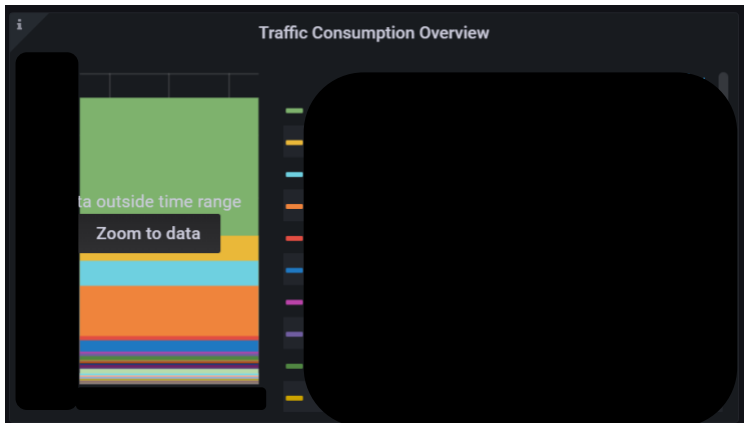 i
Traffic Consumption Overview
ta outside time range
Zoom to data